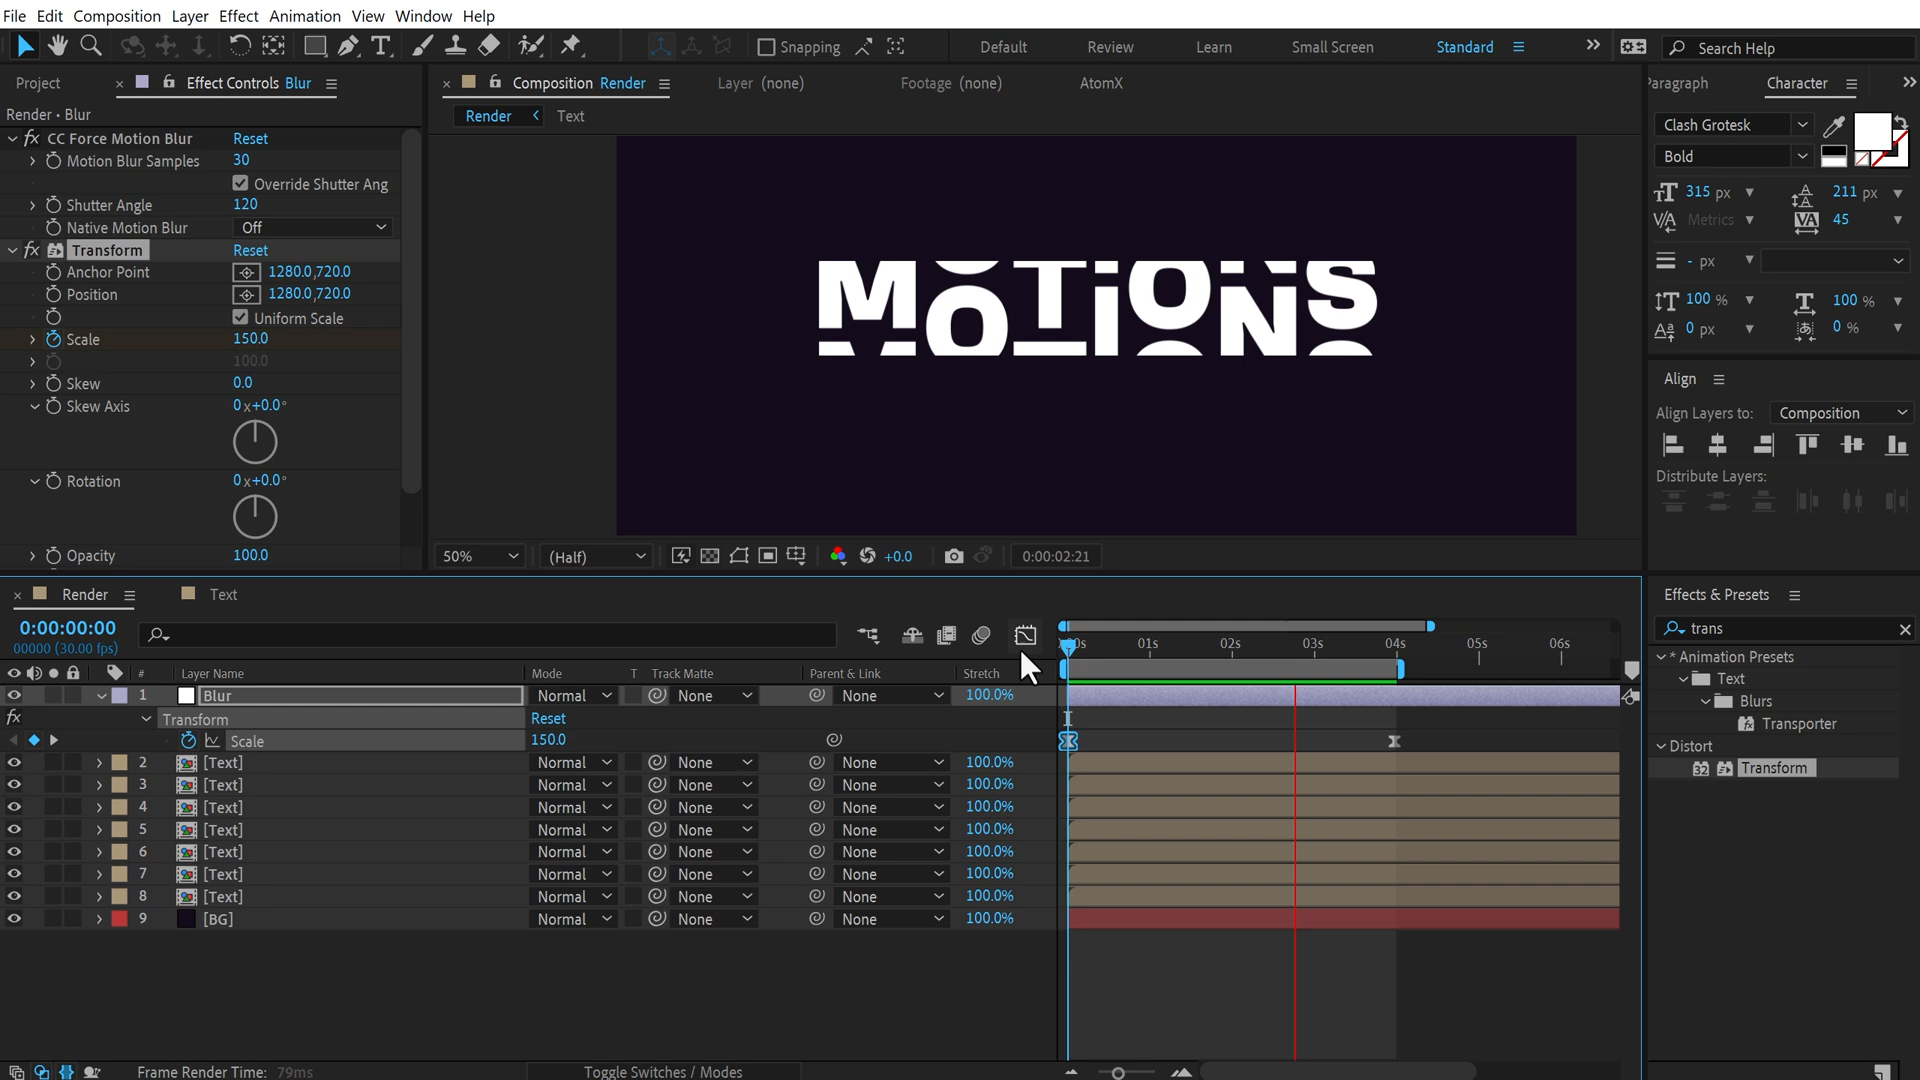 File Edit Composition Layer Effect Animation View Window Help
Snapping Default Review Learn Small Screen Standard Search Help
Project Effect Controls Blur
Composition Render Layer (none) Footage (none) AtomX
Paragraph Character
Render • Blur
Render Text
fx CC Force Motion Blur Reset
Motion Blur Samples 30
Override Shutter Ang
Shutter Angle 120
Native Motion Blur Off
fx Transform Reset
Anchor Point 1280.0,720.0
Position 1280.0,720.0
Uniform Scale
Scale 150.0
100.0
Skew 0.0
Skew Axis 0x+0.0°
Rotation 0x+0.0°
Opacity 100.0
MOTIONS
50% (Half) +0.0 0:00:02:21
Clash Grotesk
Bold
315 px 211 px
Metrics 45
- px
100 % 100 %
0 px 0 %
Align
Align Layers to: Composition
Distribute Layers:
Render Text
0:00:00:00
00000 (30.00 fps)
:00s 01s 02s 03s 04s 05s 06s
# Layer Name Mode T Track Matte Parent & Link Stretch
1 Blur Normal None None 100.0%
fx Transform Reset
Scale 150.0
2 [Text] Normal None None 100.0%
3 [Text] Normal None None 100.0%
4 [Text] Normal None None 100.0%
5 [Text] Normal None None 100.0%
6 [Text] Normal None None 100.0%
7 [Text] Normal None None 100.0%
8 [Text] Normal None None 100.0%
9 [BG] Normal None None 100.0%
Frame Render Time: 79ms Toggle Switches / Modes
Effects & Presets
trans
* Animation Presets
Text
Blurs
Transporter
Distort
32 Transform